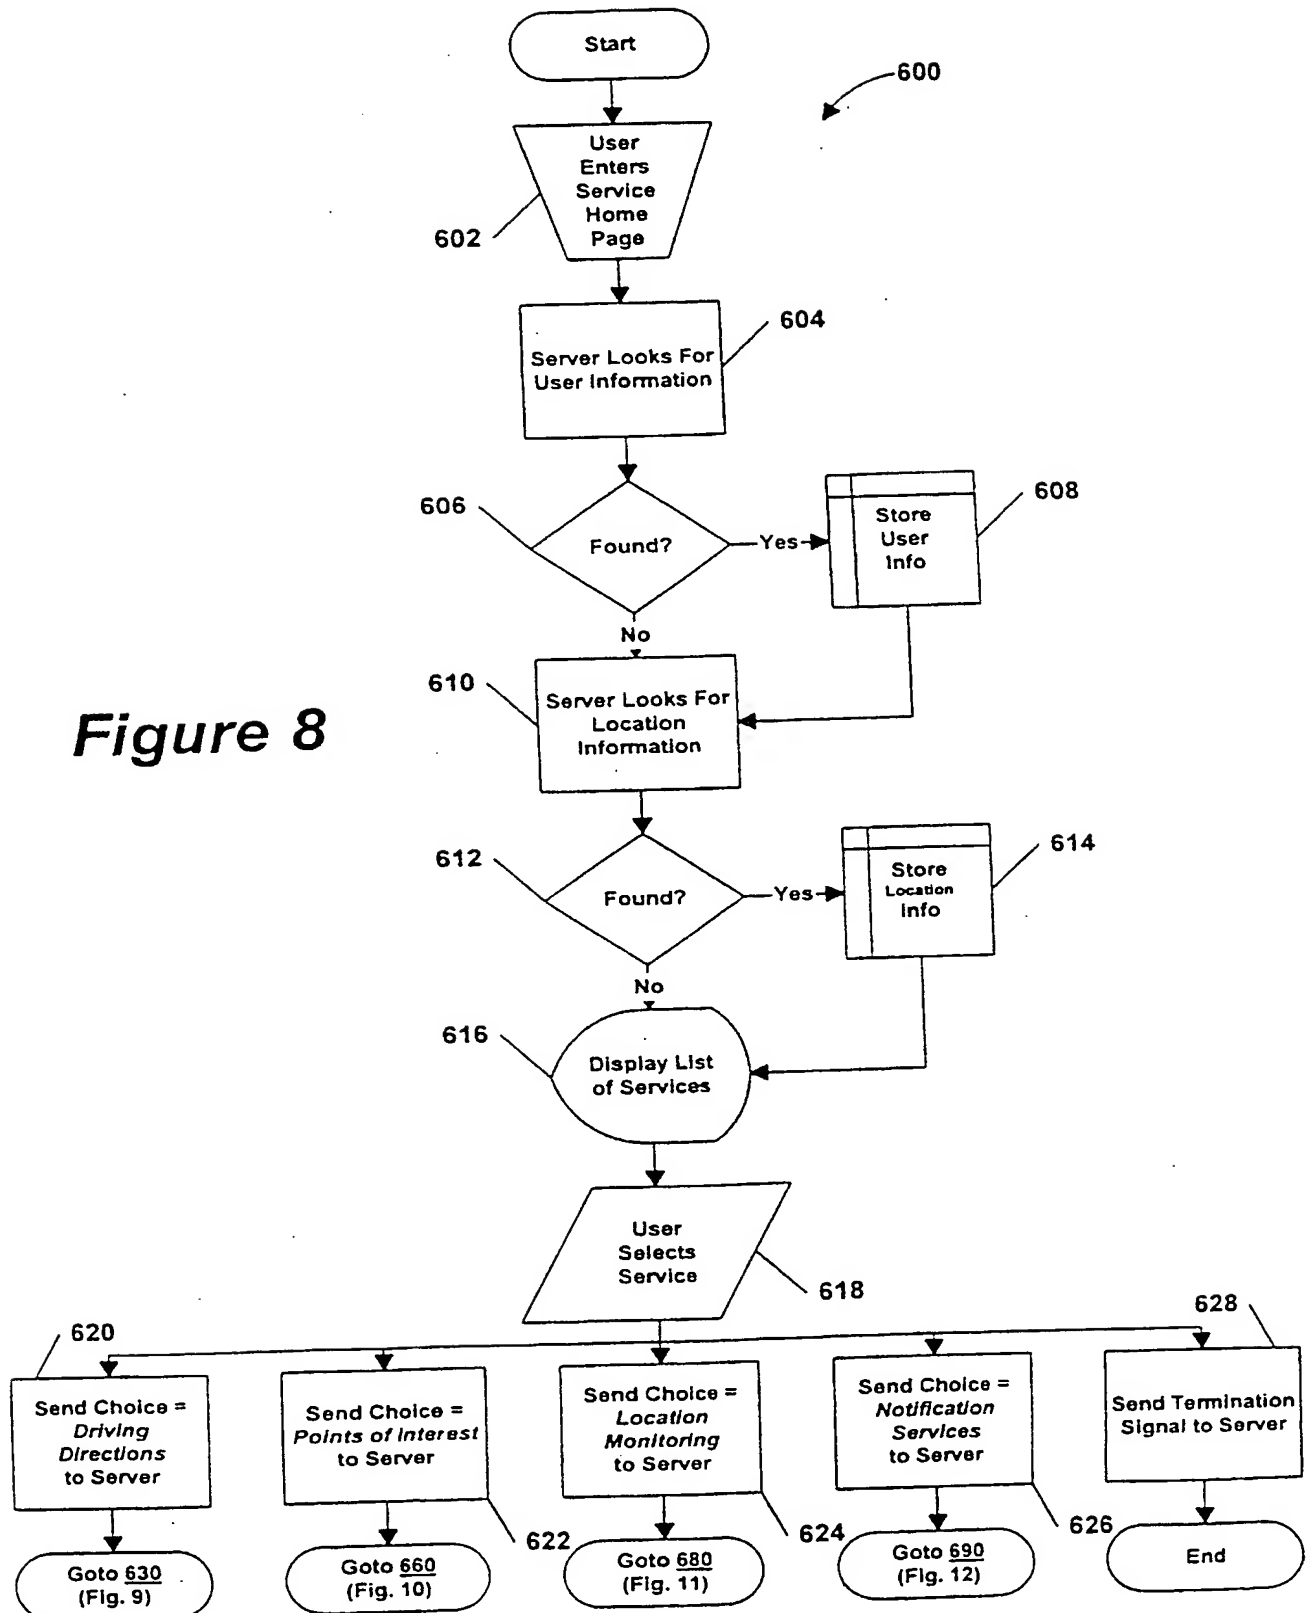 Start
600
User
Enters
Service
Home
Page
602
604
Server Looks For
User Information
606
Found?
Yes
608
Store
User
Info
No
610
Server Looks For
Location
Information
Figure 8
612
Found?
Yes
614
Store
Location
Info
No
616
Display List
of Services
User
Selects
Service
618
620
628
Send Choice =
Driving
Directions
to Server
Send Choice =
Points of Interest
to Server
Send Choice =
Location
Monitoring
to Server
Send Choice =
Notification
Services
to Server
Send Termination
Signal to Server
622
624
626
Goto 630
(Fig. 9)
Goto 660
(Fig. 10)
Goto 680
(Fig. 11)
Goto 690
(Fig. 12)
End